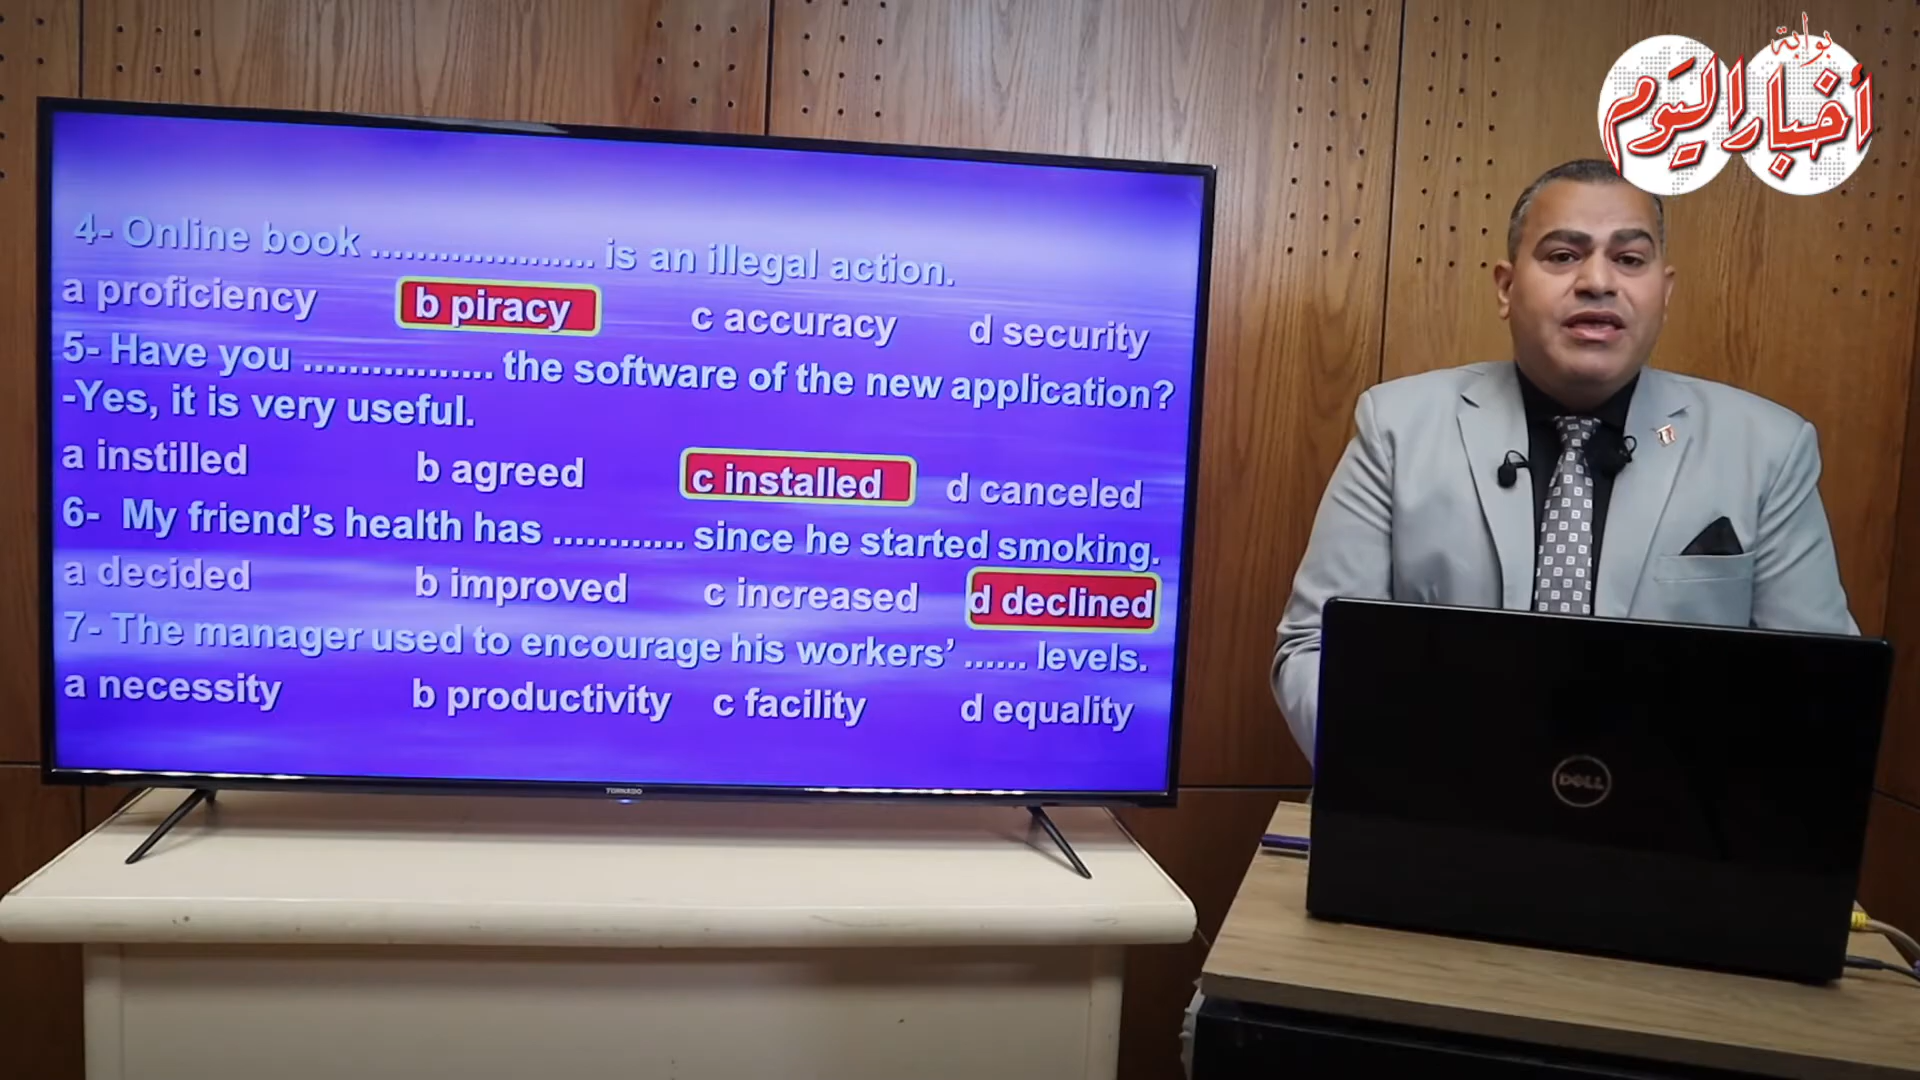 بوابة
أخبار اليوم
4- Online book .................... is an illegal action.
a proficiency b piracy c accuracy d security
5- Have you ................. the software of the new application?
-Yes, it is very useful.
a instilled b agreed c installed d canceled
6- My friend’s health has ............ since he started smoking.
a decided b improved c increased d declined
7- The manager used to encourage his workers’ ...... levels.
a necessity b productivity c facility d equality
TORNADO
DELL